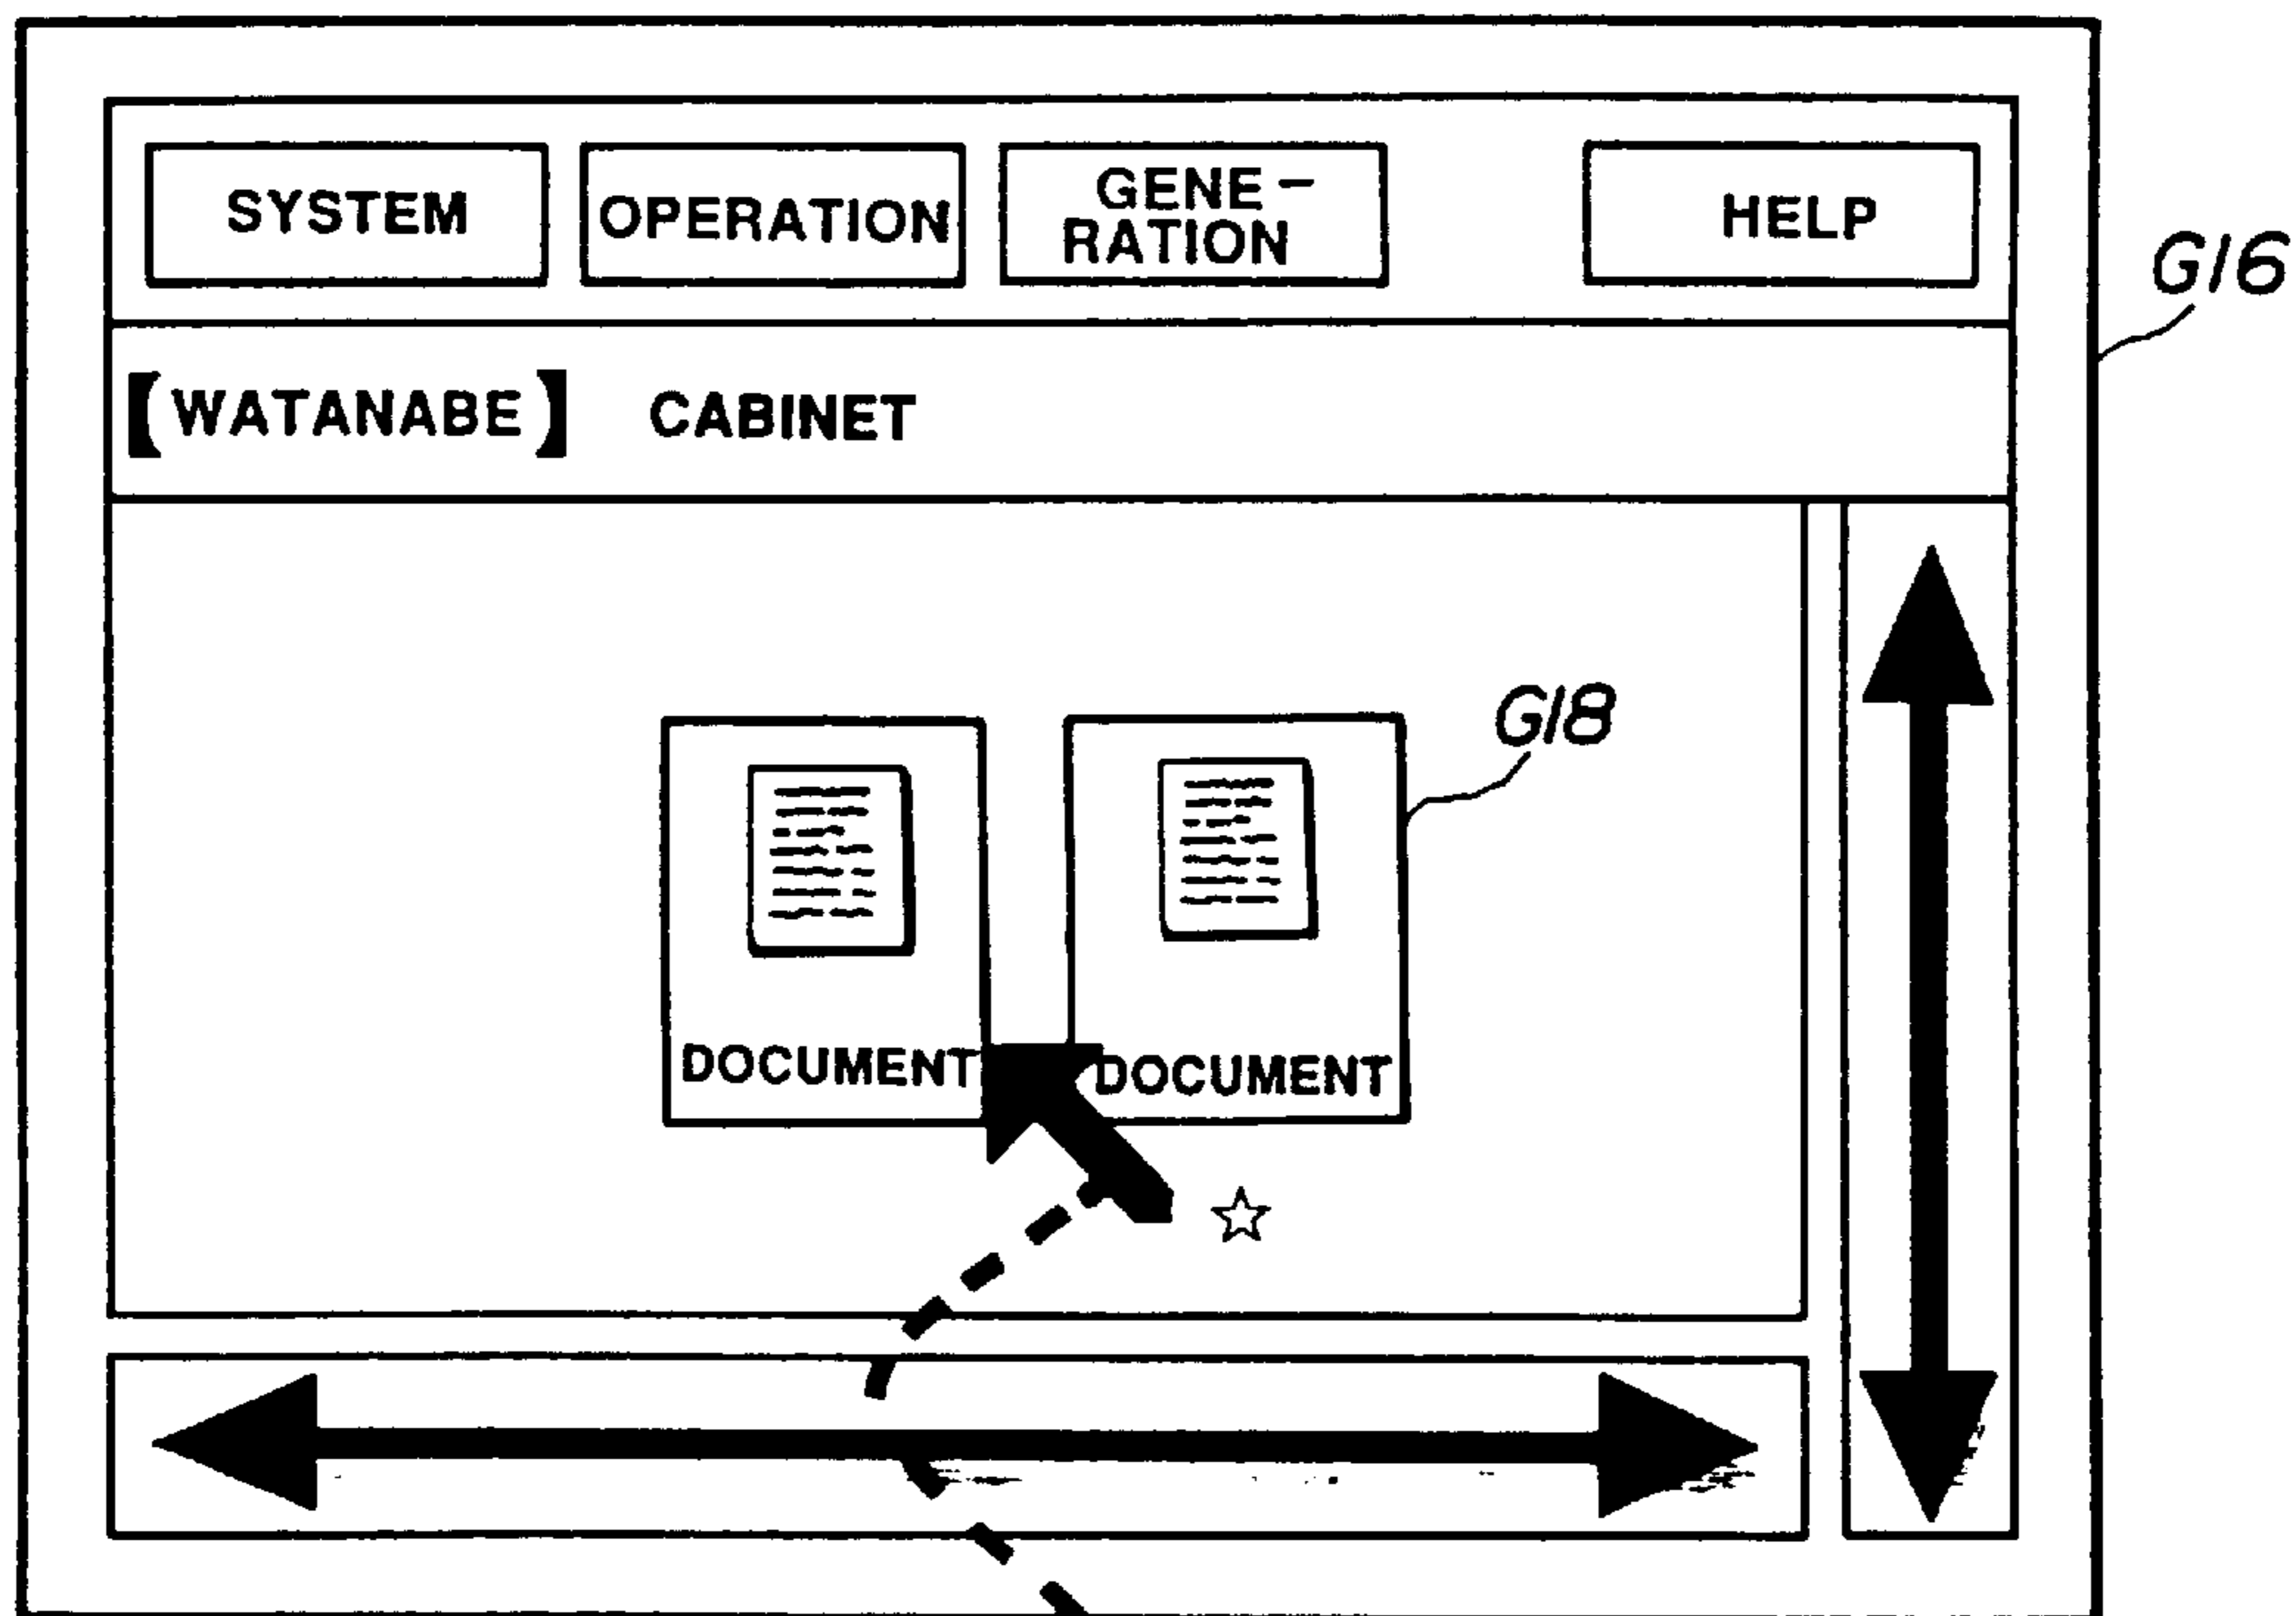 SYSTEM OPERATION GENE-
RATION HELP
G16
【WATANABE】 CABINET
G18
DOCUMENT DOCUMENT